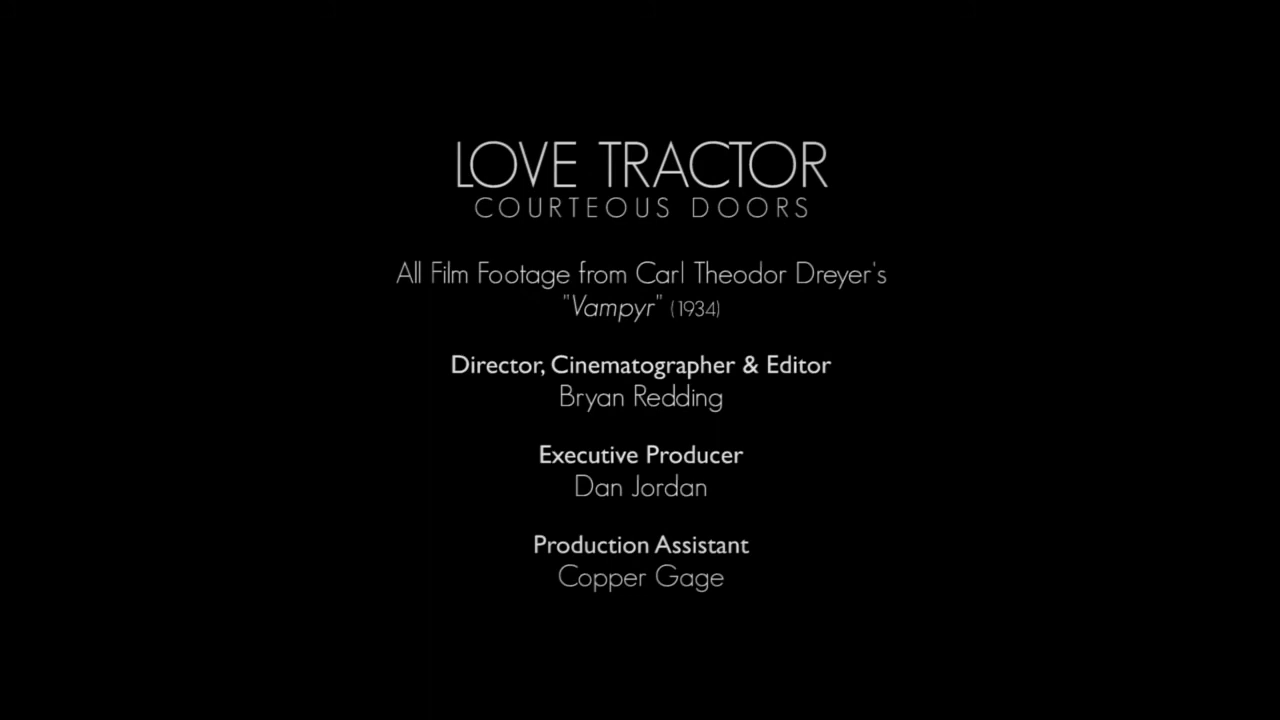 LOVE TRACTOR
COURTEOUS DOORS
All Film Footage from Carl Theodor Dreyer's
"Vampyr" (1934)
Director, Cinematographer & Editor
Bryan Redding
Executive Producer
Dan Jordan
Production Assistant
Copper Gage